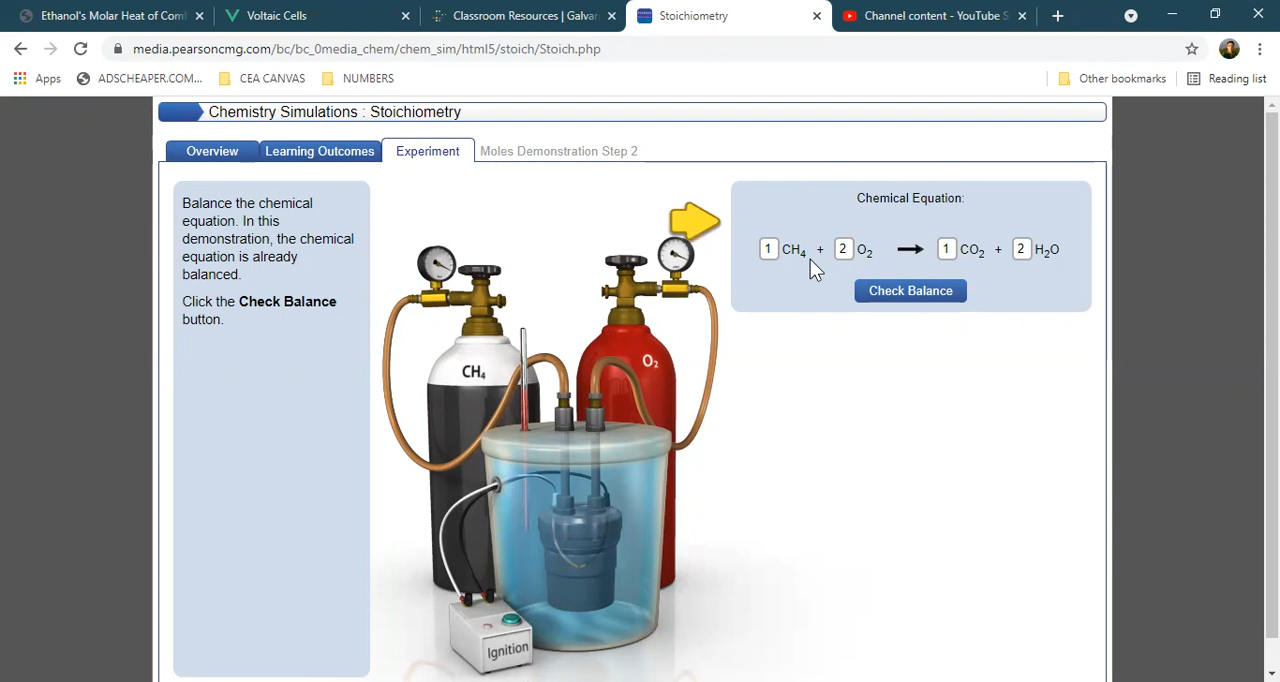 Ethanol's Molar Heat of Com
Voltaic Cells
Classroom Resources | Galvan
Stoichiometry
Channel content - YouTube S
media.pearsoncmg.com/bc/bc_0media_chem/chem_sim/html5/stoich/Stoich.php
Apps
ADSCHEAPER.COM...
CEA CANVAS
NUMBERS
Other bookmarks
Reading list
Chemistry Simulations : Stoichiometry
Overview
Learning Outcomes
Experiment
Moles Demonstration Step 2
Balance the chemical
equation. In this
demonstration, the chemical
equation is already
balanced.
Click the Check Balance
button.
Chemical Equation:
1 CH4 + 2 O2 → 1 CO2 + 2 H2O
Check Balance
CH4
O2
Ignition